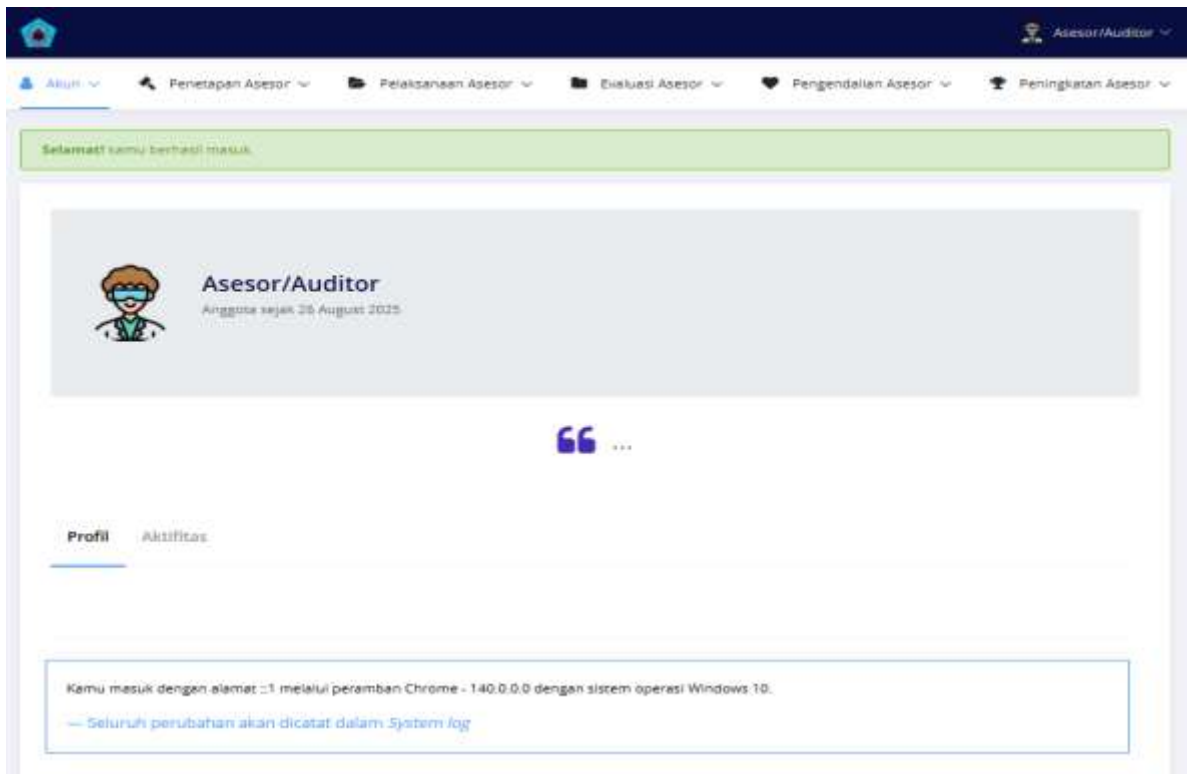 Asesor/Auditor
Akun
Penetapan Asesor
Pelaksanaan Asesor
Evaluasi Asesor
Pengendalian Asesor
Peningkatan Asesor
Selamat! kamu berhasil masuk.
Asesor/Auditor
Anggota sejak 26 August 2025
“ ...
Profil
Aktifitas
Kamu masuk dengan alamat ::1 melalui peramban Chrome - 140.0.0.0 dengan sistem operasi Windows 10.
— Seluruh perubahan akan dicatat dalam System log